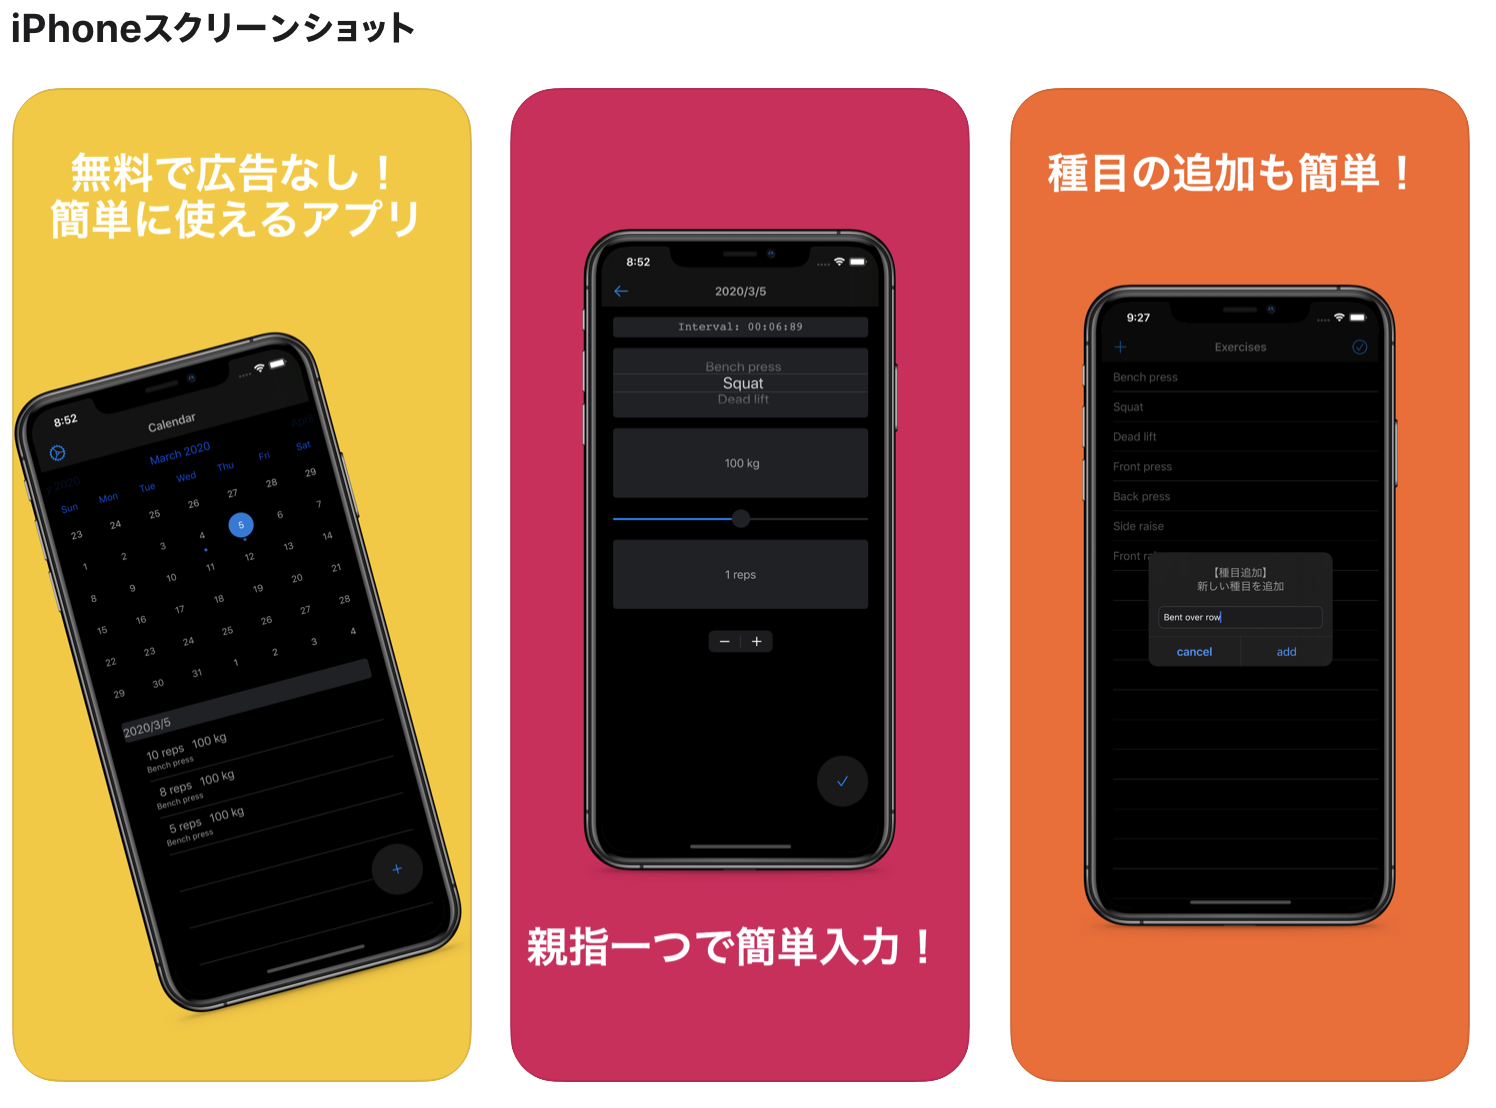 iPhoneスクリーンショット
無料で広告なし！
簡単に使えるアプリ
8:52
Calendar
March 2020
April
Sun Mon Tue Wed Thu Fri Sat
23 24 25 26 27 28 29
1 2 3 4 5 6 7
8 9 10 11 12 13 14
15 16 17 18 19 20 21
22 23 24 25 26 27 28
29 30 31 1 2 3 4
2020/3/5
10 reps 100 kg
Bench press
8 reps 100 kg
Bench press
5 reps 100 kg
Bench press
+
8:52
2020/3/5
Interval: 00:06:89
Bench press
Squat
Dead lift
100 kg
1 reps
− +
親指一つで簡単入力！
種目の追加も簡単！
9:27
+ Exercises
Bench press
Squat
Dead lift
Front press
Back press
Side raise
Front ra
【種目追加】
新しい種目を追加
Bent over row
cancel add